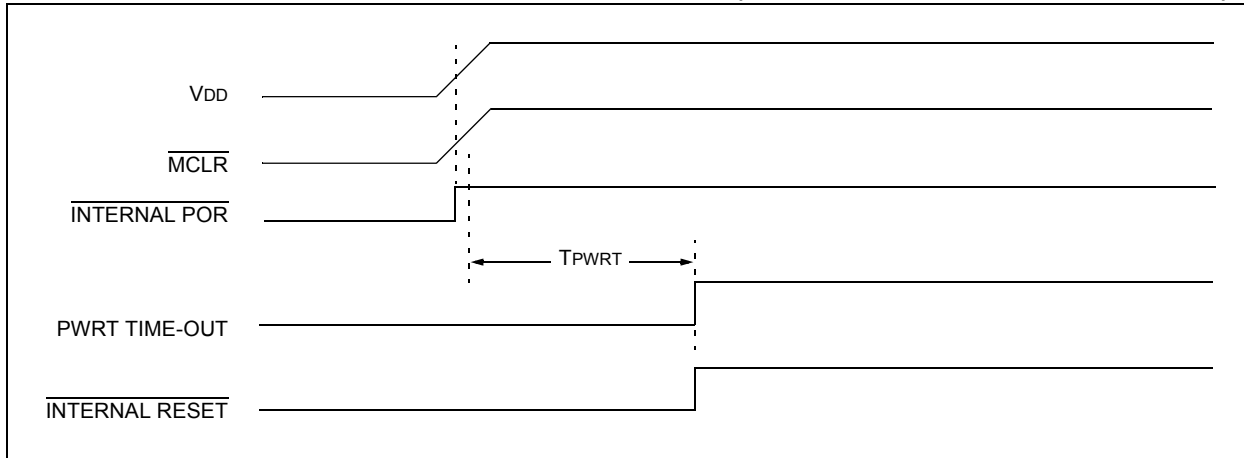 VDD
MCLR
INTERNAL POR
TPWRT
PWRT TIME-OUT
INTERNAL RESET